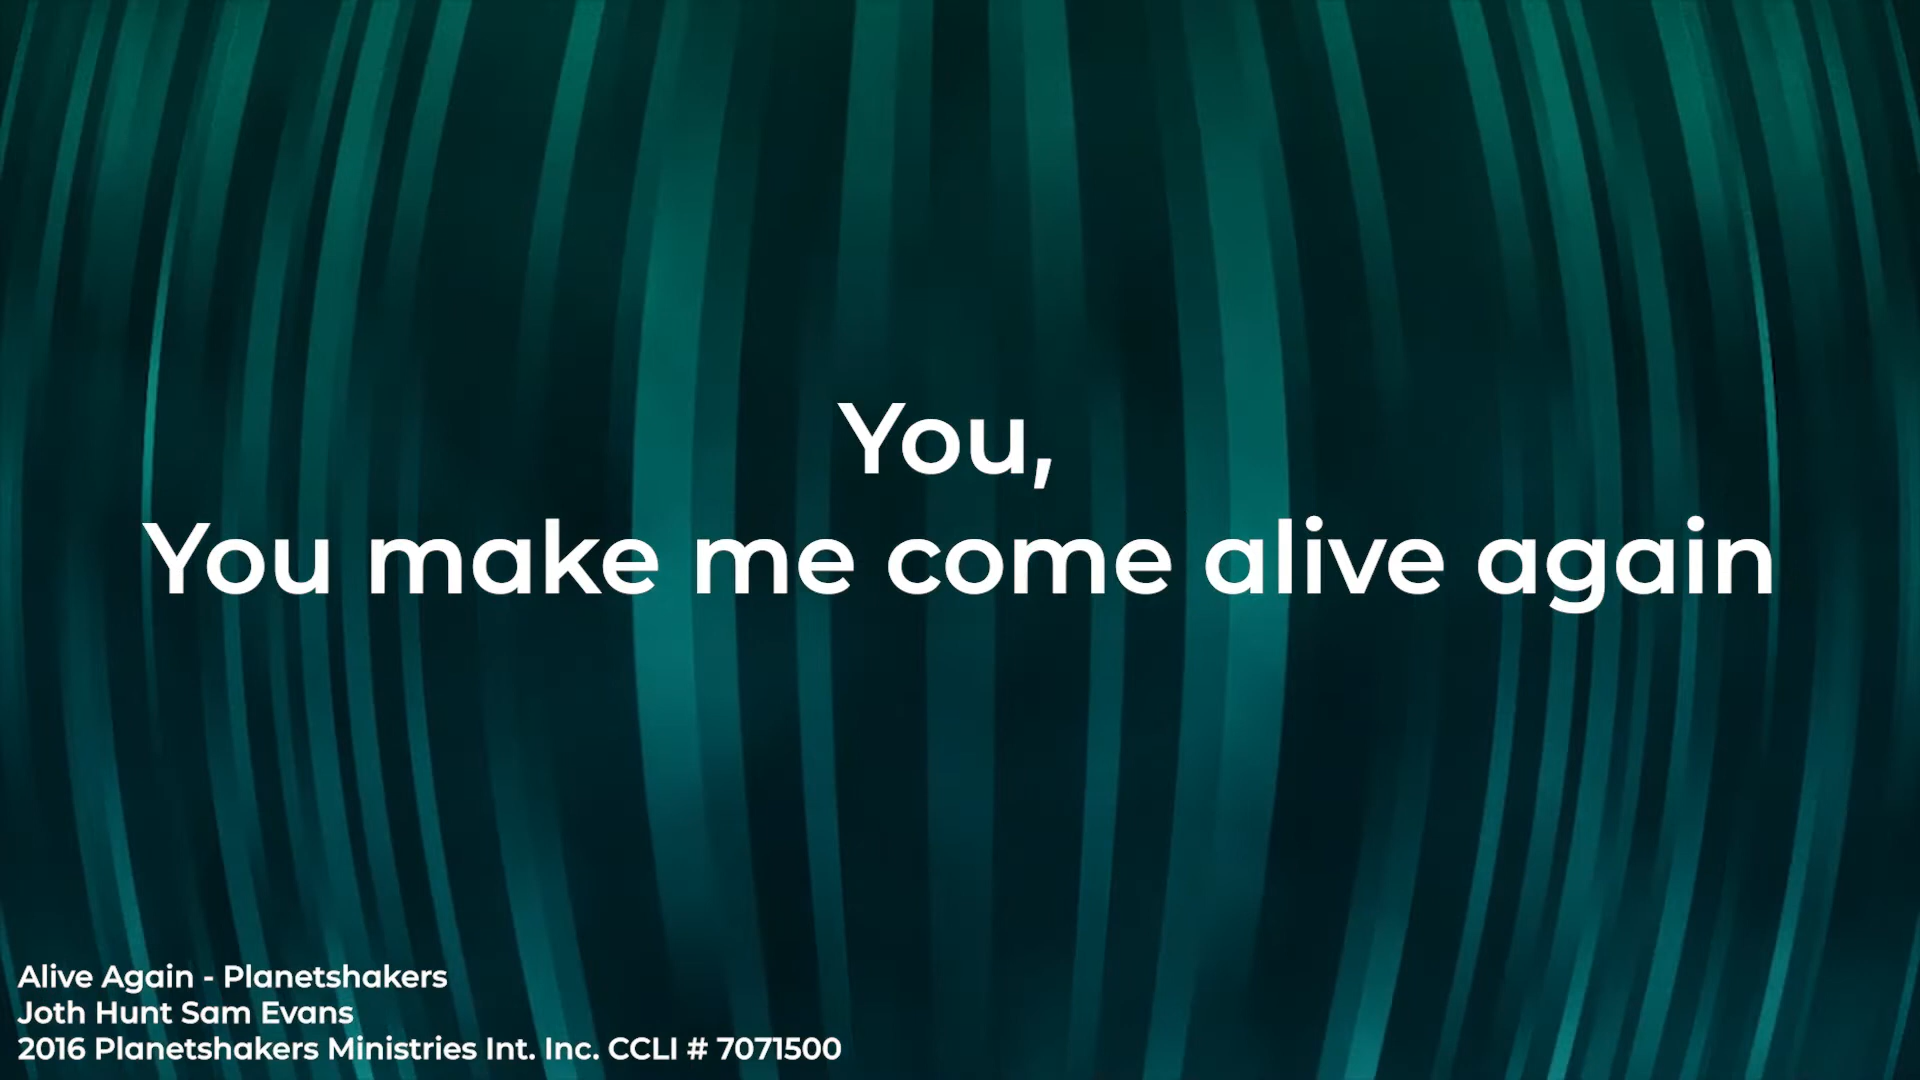 You,
You make me come alive again
Alive Again - Planetshakers
Joth Hunt Sam Evans
2016 Planetshakers Ministries Int. Inc. CCLI # 7071500